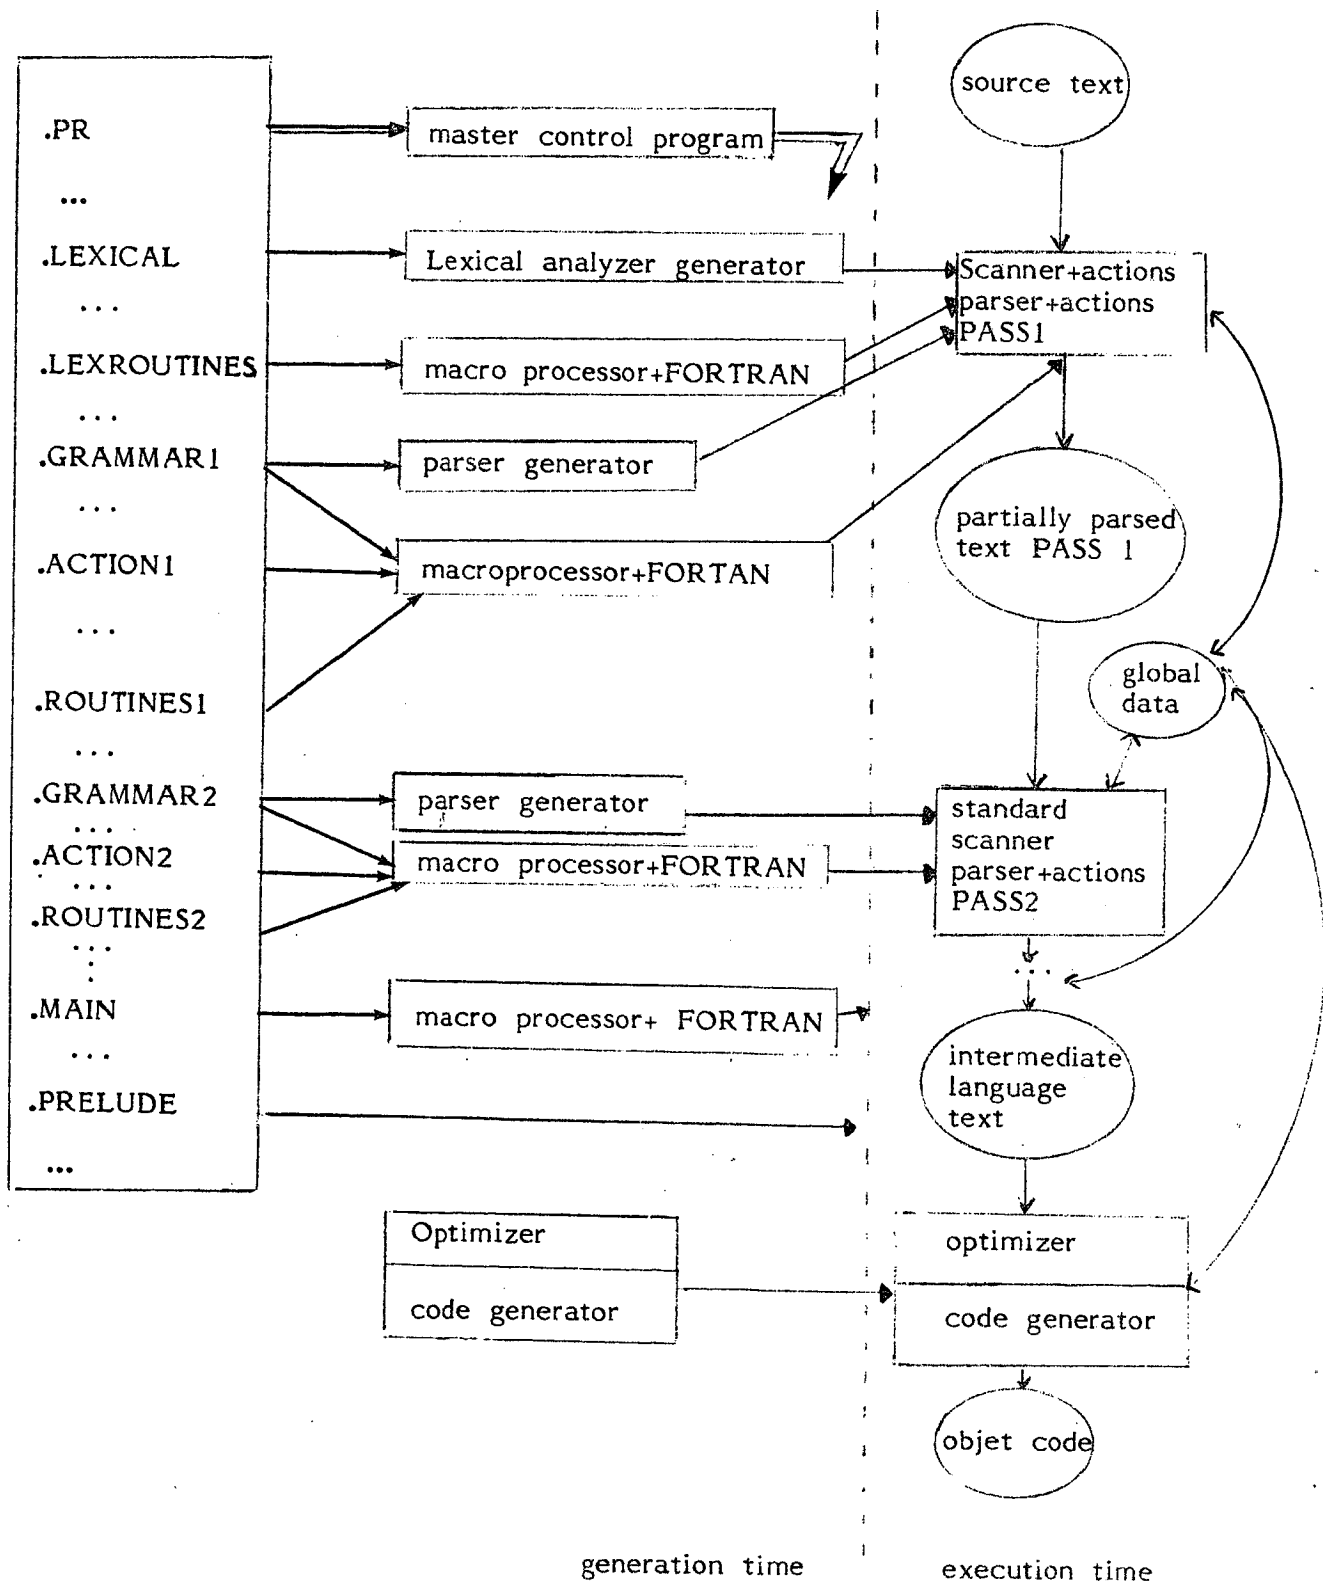 .PR
...
.LEXICAL
...
.LEXROUTINES
...
.GRAMMAR1
...
.ACTION1
...
.ROUTINES1
...
.GRAMMAR2
...
.ACTION2
...
.ROUTINES2
...
.MAIN
...
.PRELUDE
...
master control program
Lexical analyzer generator
macro processor+FORTRAN
parser generator
macroprocessor+FORTAN
parser generator
macro processor+FORTRAN
macro processor+ FORTRAN
Optimizer
code generator
generation time
source text
Scanner+actions
parser+actions
PASS1
partially parsed
text PASS 1
global
data
standard
scanner
parser+actions
PASS2
...
intermediate
language
text
optimizer
code generator
objet code
execution time